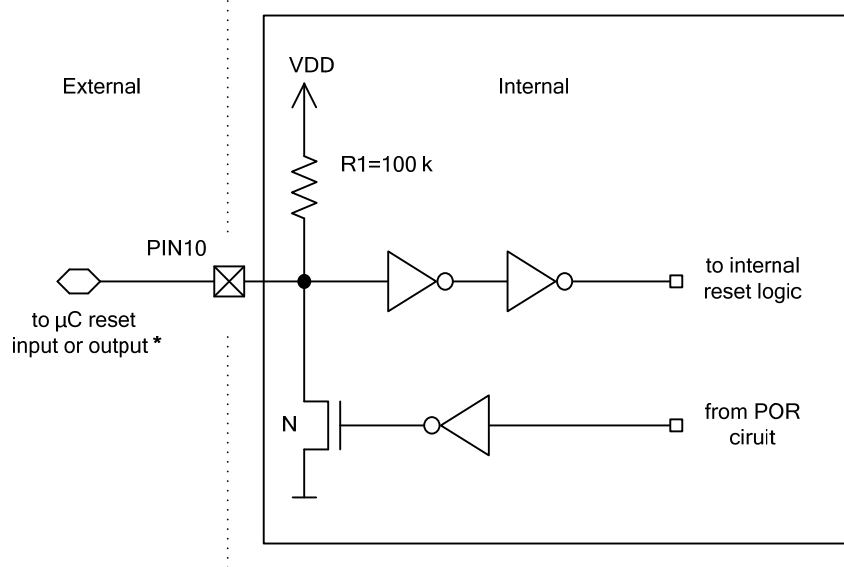 External
Internal
VDD
R1=100 k
PIN10
to µC reset
input or output *
to internal
reset logic
N
from POR
ciruit